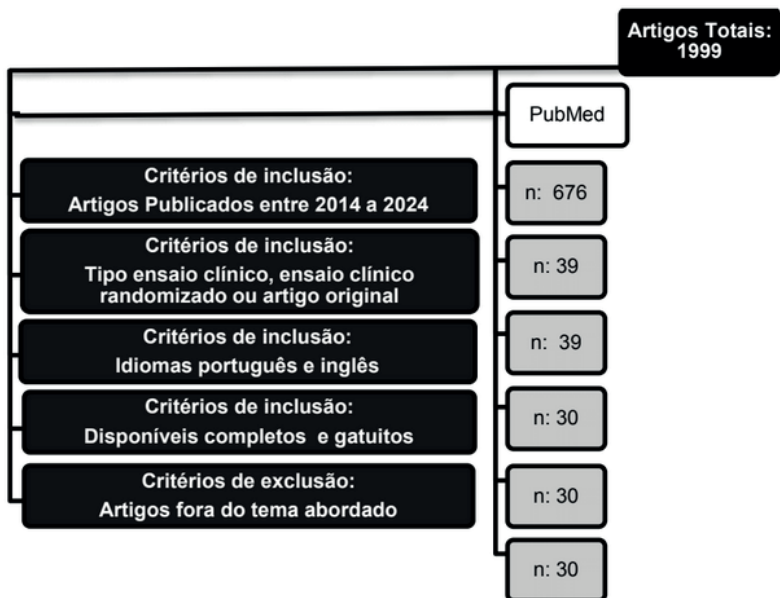 Artigos Totais:
1999
PubMed
Critérios de inclusão:
Artigos Publicados entre 2014 a 2024
n: 676
Critérios de inclusão:
Tipo ensaio clínico, ensaio clínico
randomizado ou artigo original
n: 39
Critérios de inclusão:
Idiomas português e inglês
n: 39
Critérios de inclusão:
Disponíveis completos e gatuitos
n: 30
Critérios de exclusão:
Artigos fora do tema abordado
n: 30
n: 30